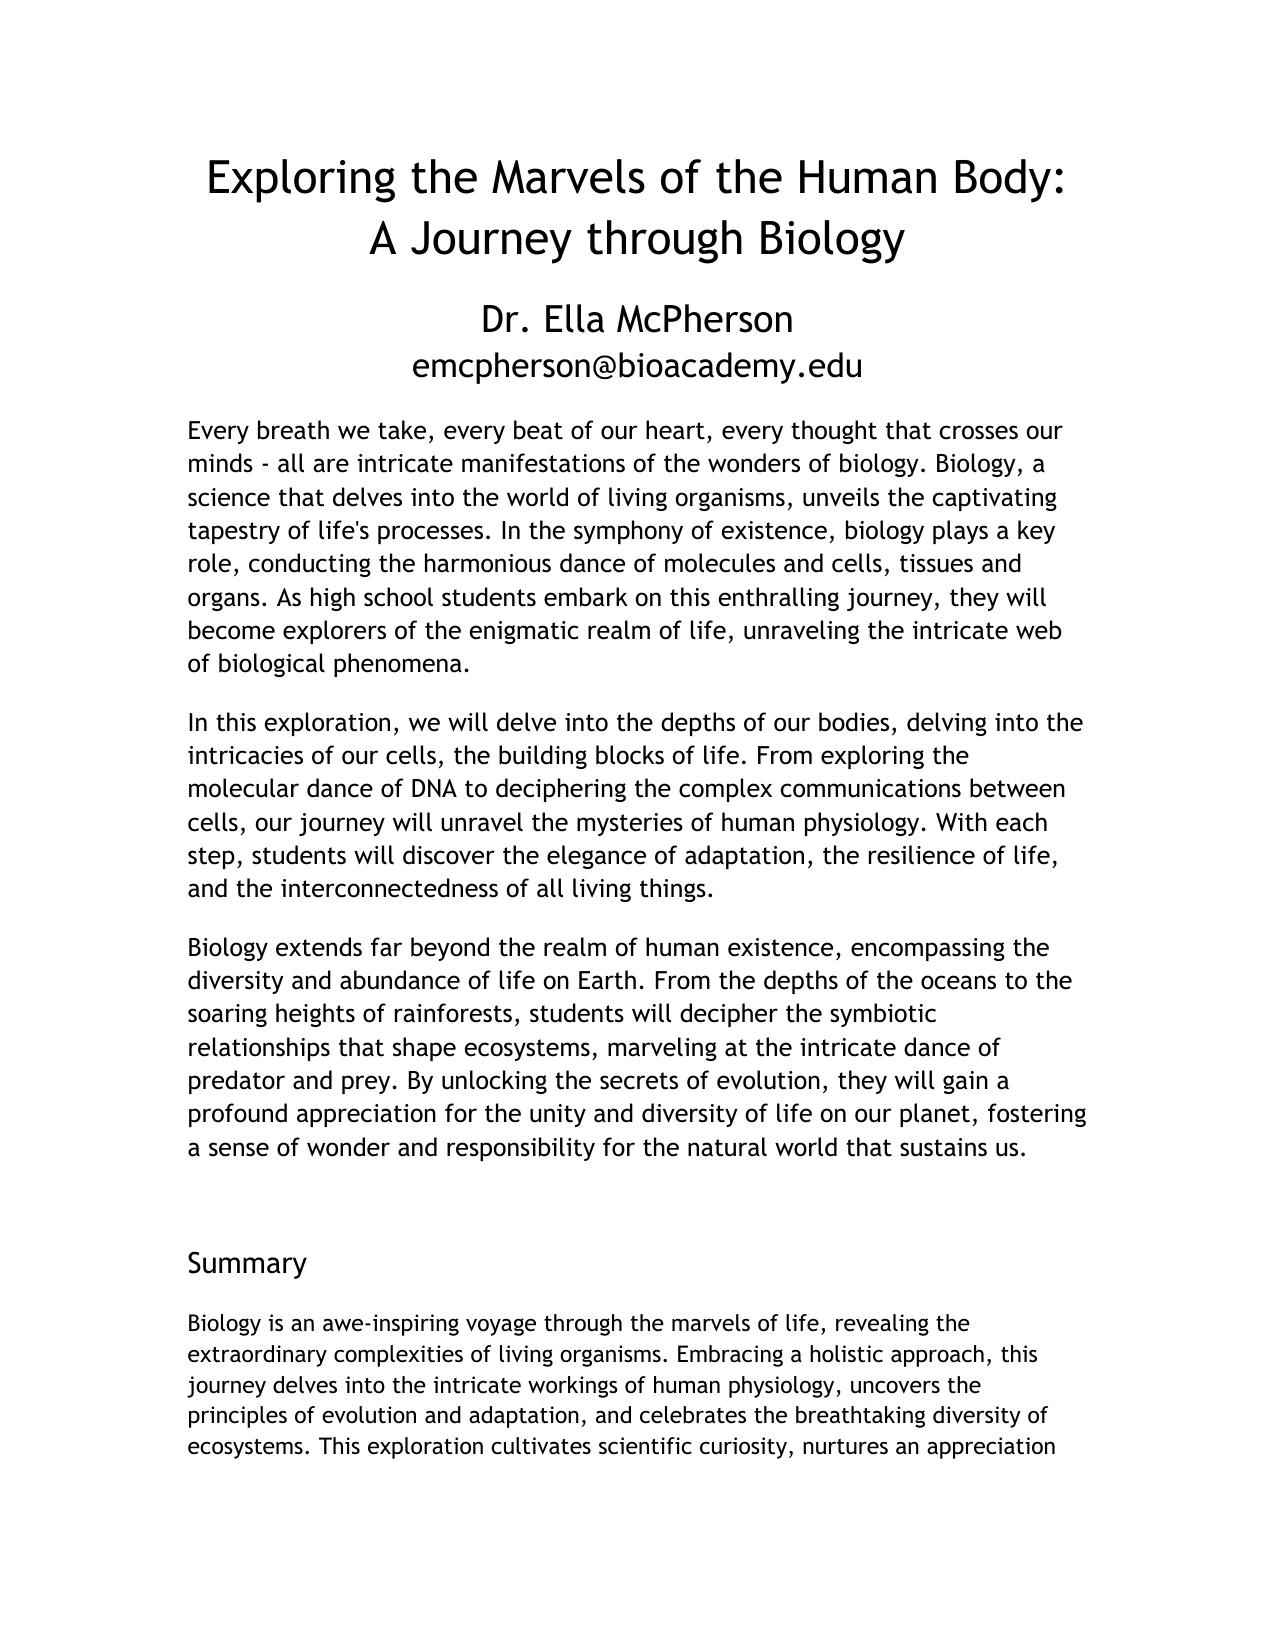 Exploring the Marvels of the Human Body:
A Journey through Biology
Dr. Ella McPherson
emcpherson@bioacademy.edu
Every breath we take, every beat of our heart, every thought that crosses our
minds - all are intricate manifestations of the wonders of biology. Biology, a
science that delves into the world of living organisms, unveils the captivating
tapestry of life's processes. In the symphony of existence, biology plays a key
role, conducting the harmonious dance of molecules and cells, tissues and
organs. As high school students embark on this enthralling journey, they will
become explorers of the enigmatic realm of life, unraveling the intricate web
of biological phenomena.
In this exploration, we will delve into the depths of our bodies, delving into the
intricacies of our cells, the building blocks of life. From exploring the
molecular dance of DNA to deciphering the complex communications between
cells, our journey will unravel the mysteries of human physiology. With each
step, students will discover the elegance of adaptation, the resilience of life,
and the interconnectedness of all living things.
Biology extends far beyond the realm of human existence, encompassing the
diversity and abundance of life on Earth. From the depths of the oceans to the
soaring heights of rainforests, students will decipher the symbiotic
relationships that shape ecosystems, marveling at the intricate dance of
predator and prey. By unlocking the secrets of evolution, they will gain a
profound appreciation for the unity and diversity of life on our planet, fostering
a sense of wonder and responsibility for the natural world that sustains us.
Summary
Biology is an awe-inspiring voyage through the marvels of life, revealing the
extraordinary complexities of living organisms. Embracing a holistic approach, this
journey delves into the intricate workings of human physiology, uncovers the
principles of evolution and adaptation, and celebrates the breathtaking diversity of
ecosystems. This exploration cultivates scientific curiosity, nurtures an appreciation